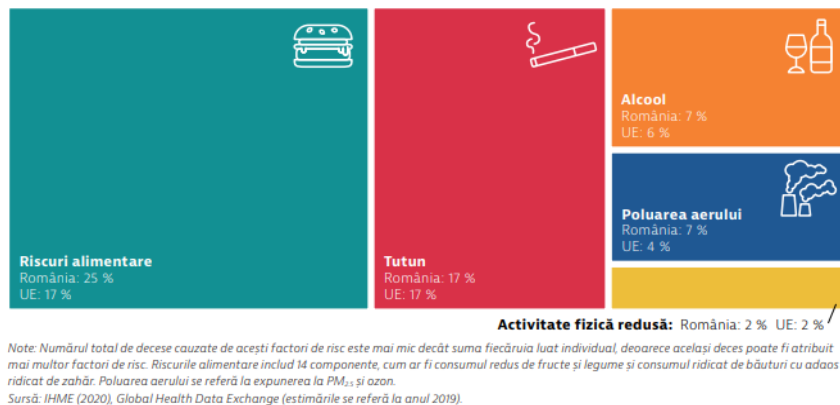 Alcool
România: 7 %
UE: 6 %
Poluarea aerului
România: 7 %
UE: 4 %
Riscuri alimentare
România: 25 %
UE: 17 %
Tutun
România: 17 %
UE: 17 %
Activitate fizică redusă: România: 2 % UE: 2 %
Note: Numărul total de decese cauzate de acești factori de risc este mai mic decât suma fiecăruia luat individual, deoarece același deces poate fi atribuit
mai multor factori de risc. Riscurile alimentare includ 14 componente, cum ar fi consumul redus de fructe și legume și consumul ridicat de băuturi cu adaos
ridicat de zahăr. Poluarea aerului se referă la expunerea la PM2.5 și ozon.
Sursă: IHME (2020), Global Health Data Exchange (estimările se referă la anul 2019).